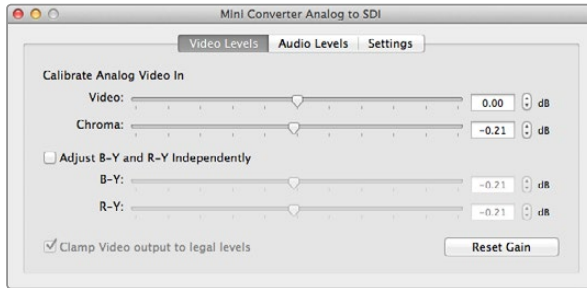 Mini Converter Analog to SDI
Video Levels Audio Levels Settings
Calibrate Analog Video In
Video: 0.00 dB
Chroma: -0.21 dB
Adjust B-Y and R-Y Independently
B-Y: -0.21 dB
R-Y: -0.21 dB
Clamp Video output to legal levels Reset Gain